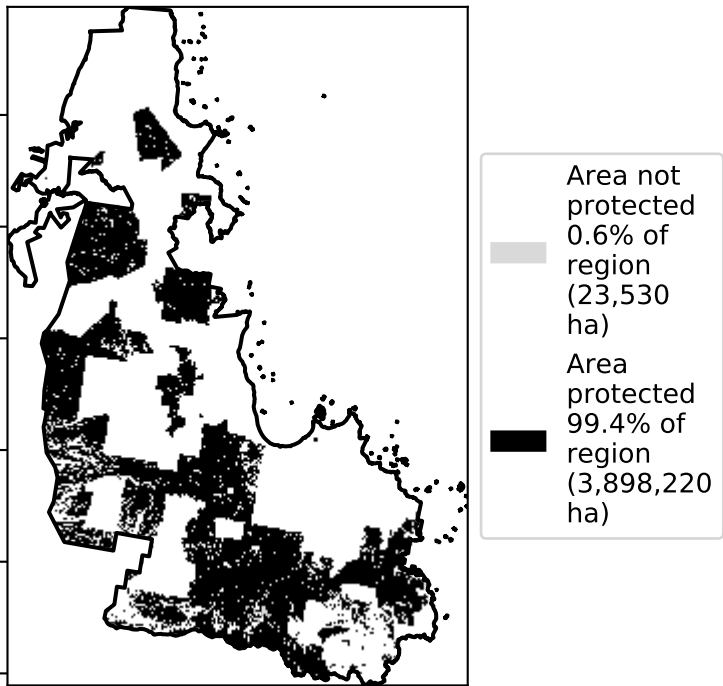 Area not
protected
0.6% of
region
(23,530
ha)
Area
protected
99.4% of
region
(3,898,220
ha)